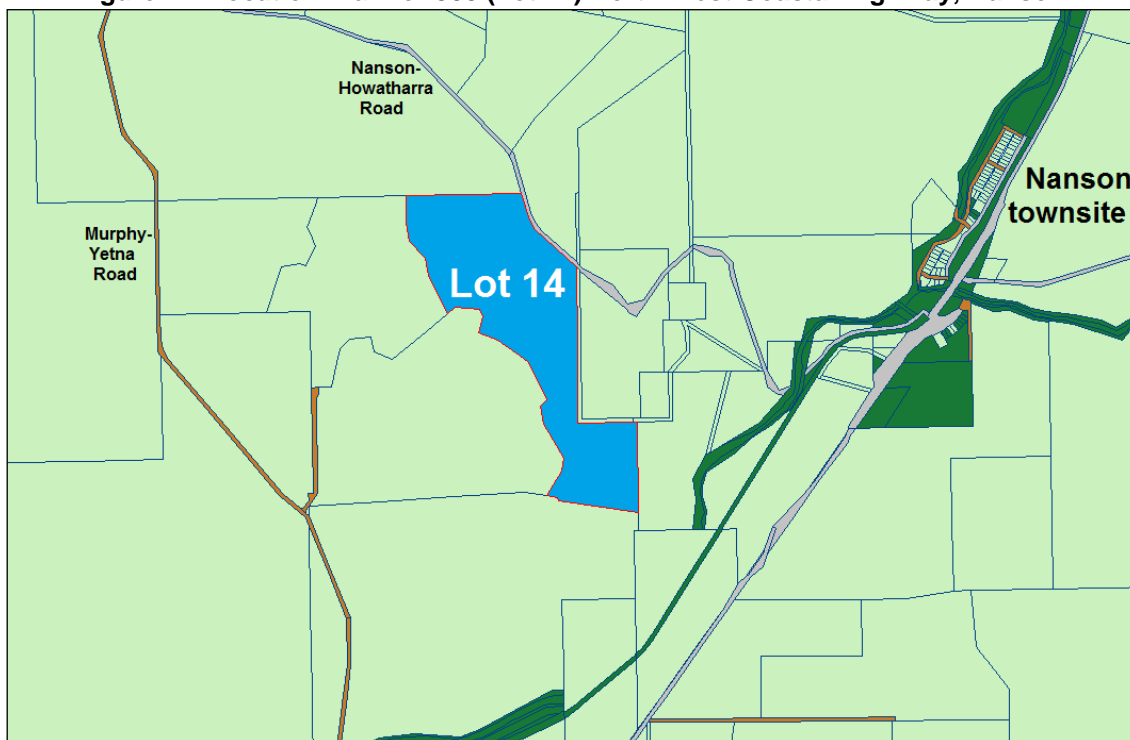 Nanson-
Howatharra
Road
Nanson
townsite
Murphy-
Yetna
Road
Lot 14